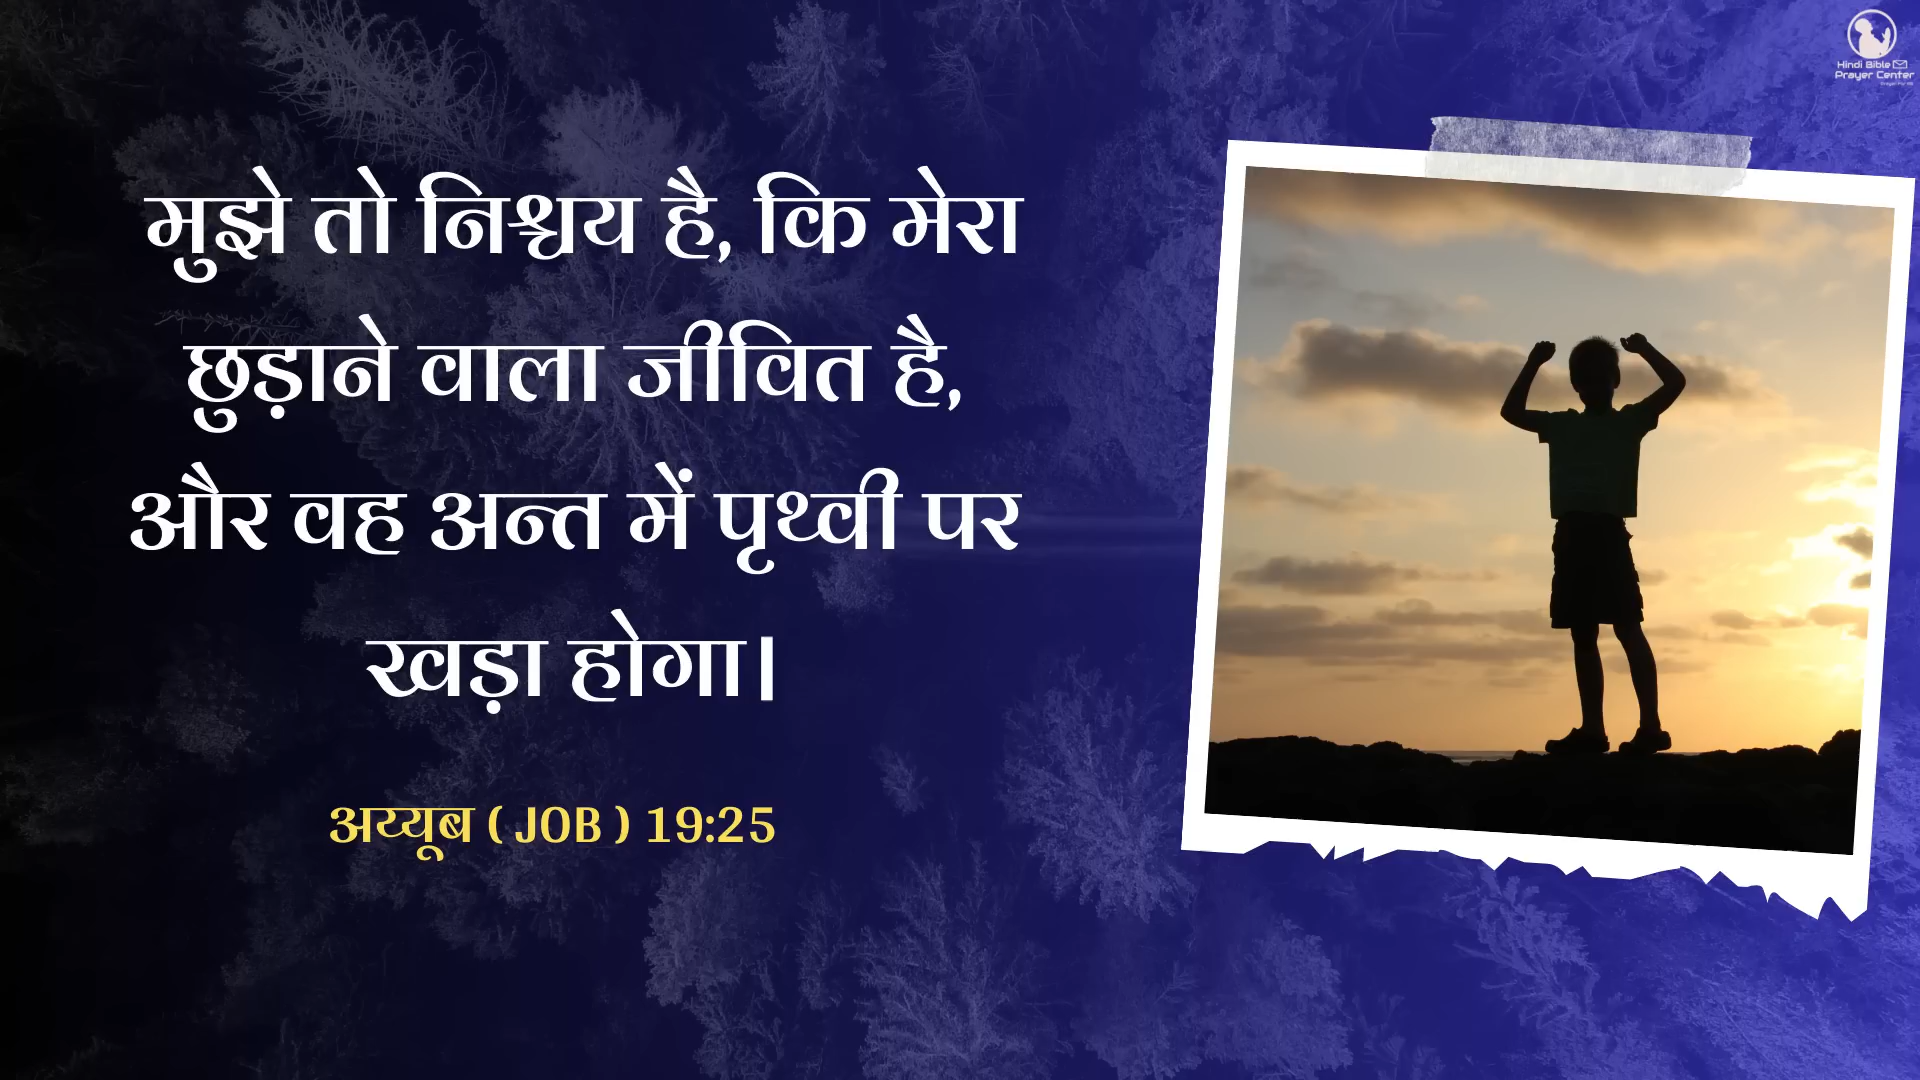 मुझे तो निश्चय है, कि मेरा
छुड़ाने वाला जीवित है,
और वह अन्त में पृथ्वी पर
खड़ा होगा।
अय्यूब ( JOB ) 19:25
Hindi Bible
Prayer Center